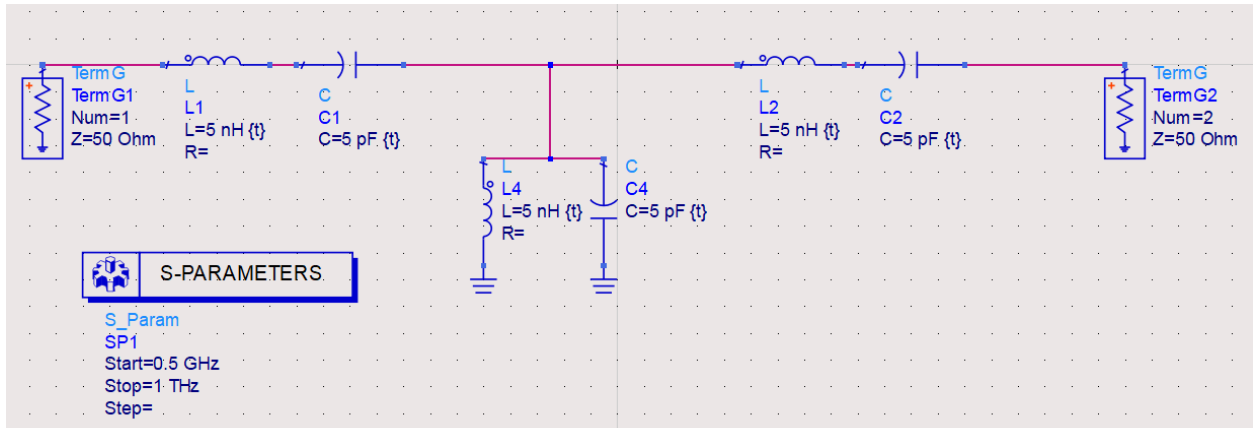 TermG
TermG1
Num=1
Z=50 Ohm
L
L1
L=5 nH {t}
R=
C
C1
C=5 pF {t}
L
L2
L=5 nH {t}
R=
C
C2
C=5 pF {t}
TermG
TermG2
Num=2
Z=50 Ohm
L
L4
L=5 nH {t}
R=
C
C4
C=5 pF {t}
S-PARAMETERS
S_Param
SP1
Start=0.5 GHz
Stop=1 THz
Step=